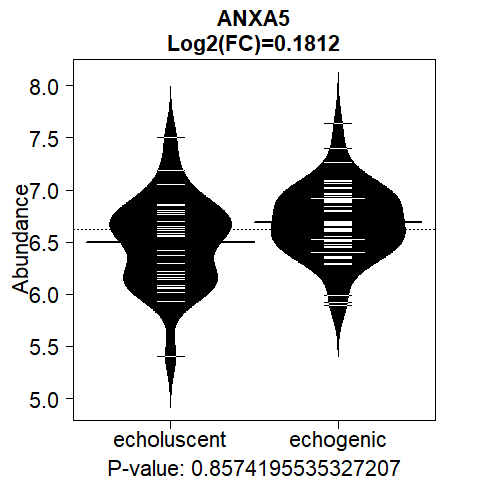 ANXA5
Log2(FC)=0.1812
Abundance
8.0
7.5
7.0
6.5
6.0
5.5
5.0
echoluscent echogenic
P-value: 0.8574195535327207